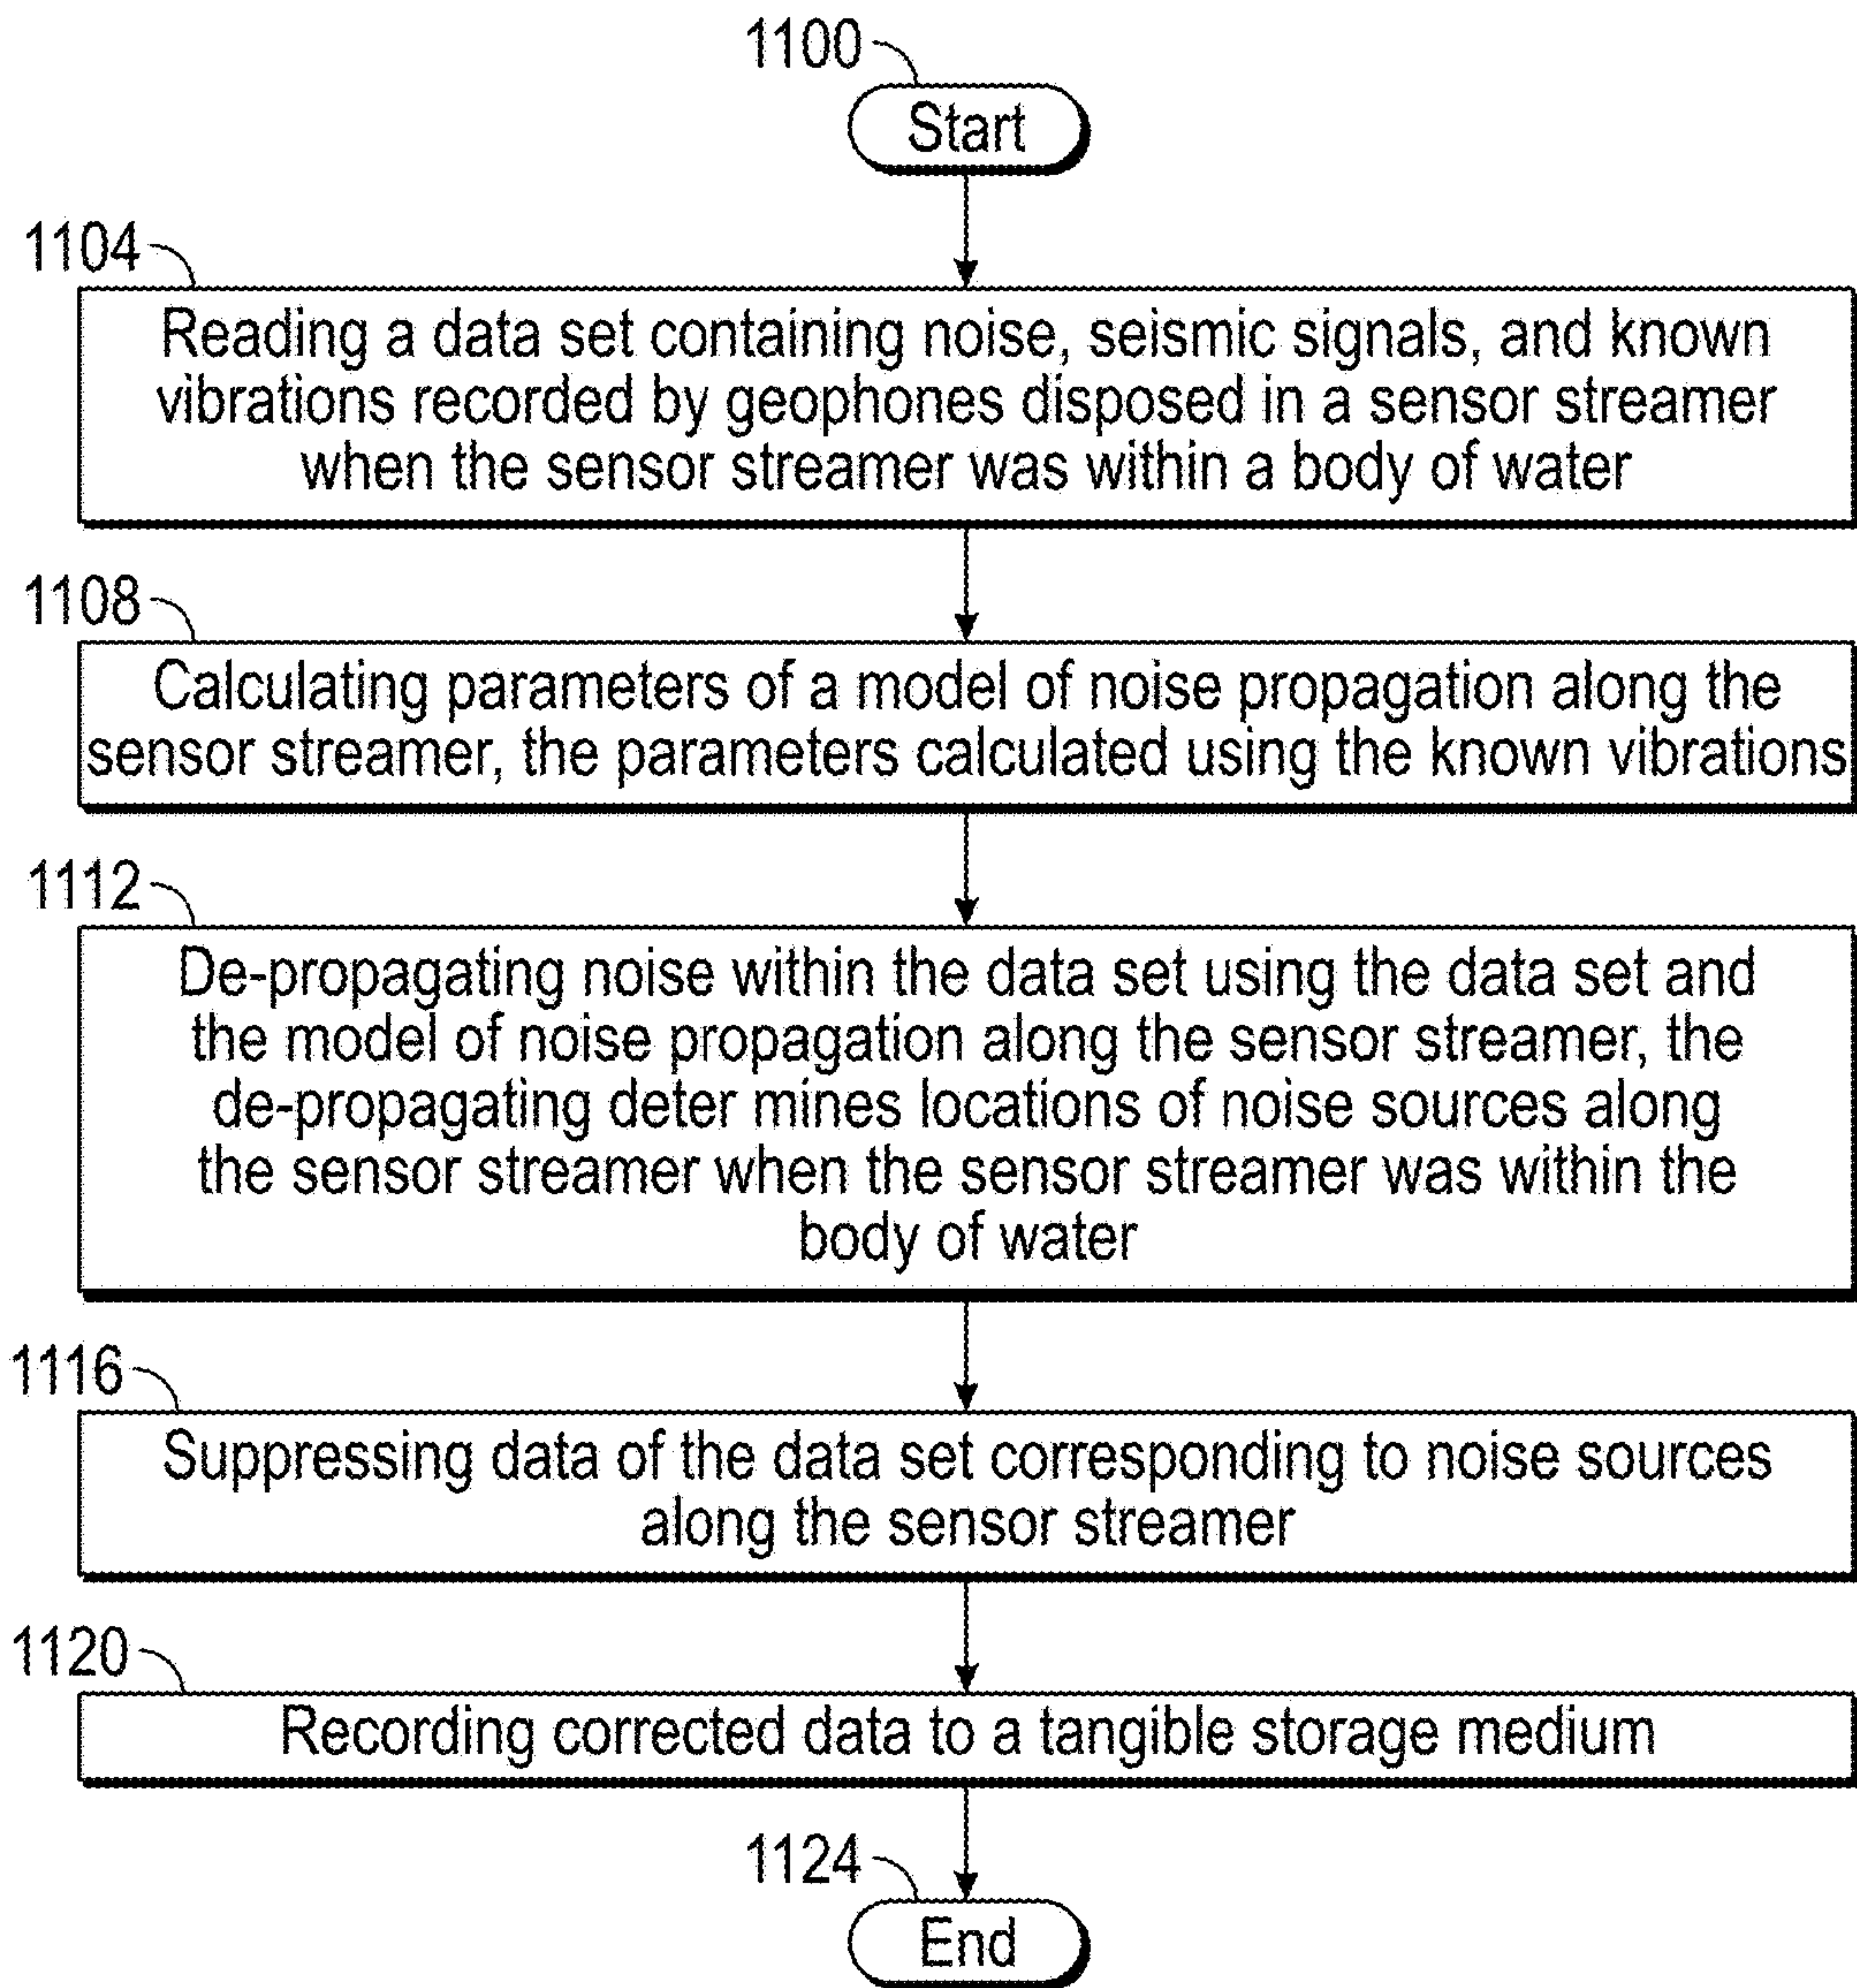 1100
Start
1104
Reading a data set containing noise, seismic signals, and known
vibrations recorded by geophones disposed in a sensor streamer
when the sensor streamer was within a body of water
1108
Calculating parameters of a model of noise propagation along the
sensor streamer, the parameters calculated using the known vibrations
1112
De-propagating noise within the data set using the data set and
the model of noise propagation along the sensor streamer, the
de-propagating deter mines locations of noise sources along
the sensor streamer when the sensor streamer was within the
body of water
1116
Suppressing data of the data set corresponding to noise sources
along the sensor streamer
1120
Recording corrected data to a tangible storage medium
1124
End